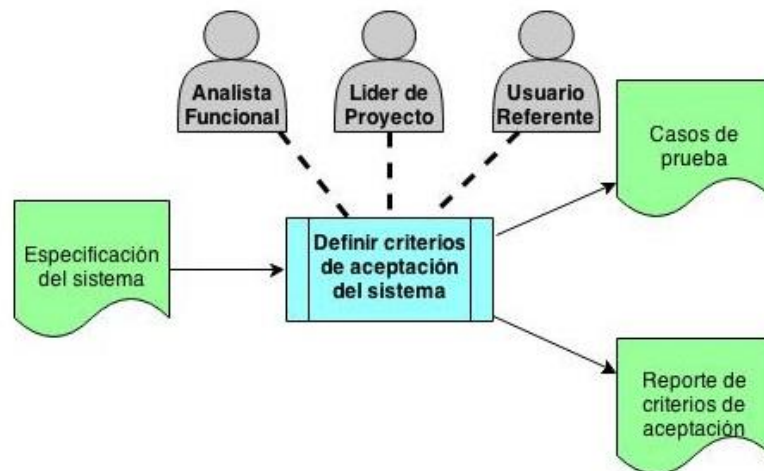 Analista
Funcional
Lider de
Proyecto
Usuario
Referente
Casos de
prueba
Especificación
del sistema
Definir criterios
de aceptación
del sistema
Reporte de
criterios de
aceptación